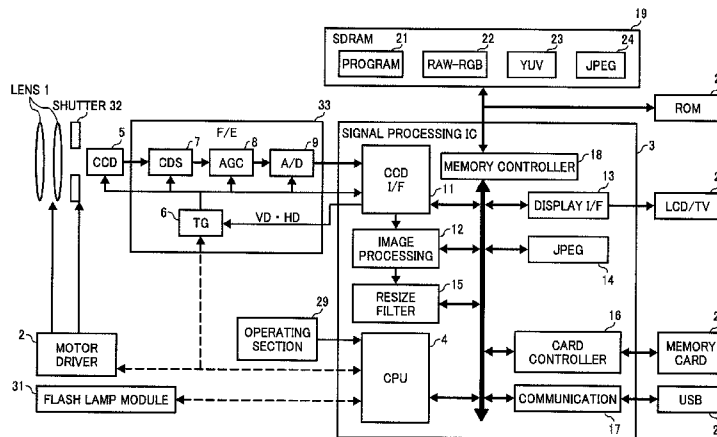 19
SDRAM
21
22
23
24
PROGRAM
RAW-RGB
YUV
JPEG
LENS 1
SHUTTER 32
33
5
F/E
7
8
9
CCD
CDS
AGC
A/D
6
TG
VD・HD
SIGNAL PROCESSING IC
3
ROM
MEMORY CONTROLLER
18
CCD
I/F
11
13
DISPLAY I/F
LCD/TV
12
IMAGE
PROCESSING
JPEG
14
15
RESIZE
FILTER
29
OPERATING
SECTION
4
CPU
16
CARD
CONTROLLER
MEMORY
CARD
2
MOTOR
DRIVER
31
FLASH LAMP MODULE
COMMUNICATION
17
USB